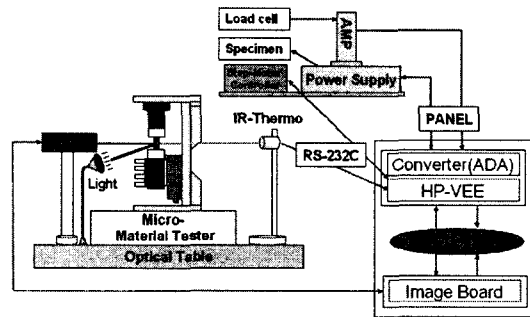 Load cell
AMP
Specimen
Power Supply
IR-Thermo
PANEL
RS-232C
Converter(ADA)
HP-VEE
Light
Micro-
Material Tester
Optical Table
Image Board